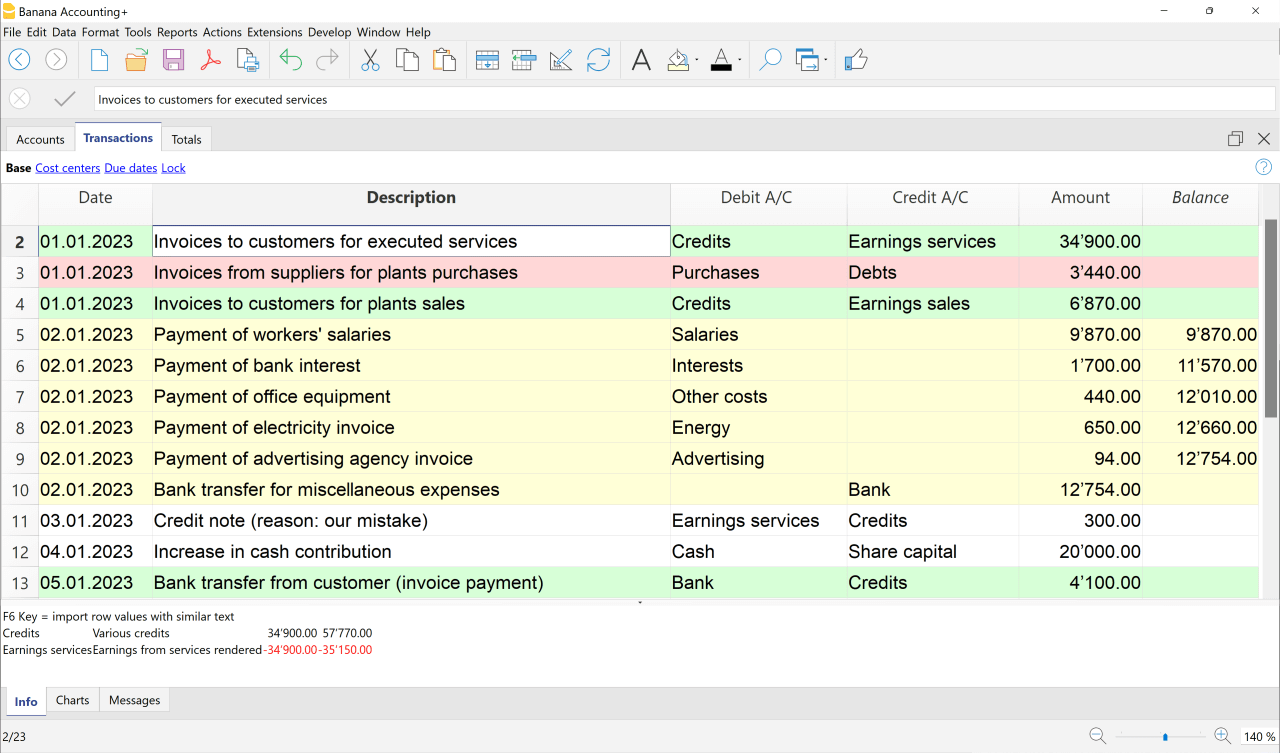 Banana Accounting+
File Edit Data Format Tools Reports Actions Extensions Develop Window Help
Invoices to customers for executed services
Accounts Transactions Totals
Base Cost centers Due dates Lock
Date Description Debit A/C Credit A/C Amount Balance
2 01.01.2023 Invoices to customers for executed services Credits Earnings services 34’900.00
3 01.01.2023 Invoices from suppliers for plants purchases Purchases Debts 3’440.00
4 01.01.2023 Invoices to customers for plants sales Credits Earnings sales 6’870.00
5 02.01.2023 Payment of workers' salaries Salaries 9’870.00 9’870.00
6 02.01.2023 Payment of bank interest Interests 1’700.00 11’570.00
7 02.01.2023 Payment of office equipment Other costs 440.00 12’010.00
8 02.01.2023 Payment of electricity invoice Energy 650.00 12’660.00
9 02.01.2023 Payment of advertising agency invoice Advertising 94.00 12’754.00
10 02.01.2023 Bank transfer for miscellaneous expenses Bank 12’754.00
11 03.01.2023 Credit note (reason: our mistake) Earnings services Credits 300.00
12 04.01.2023 Increase in cash contribution Cash Share capital 20’000.00
13 05.01.2023 Bank transfer from customer (invoice payment) Bank Credits 4’100.00
F6 Key = import row values with similar text
Credits Various credits 34’900.00 57’770.00
Earnings services Earnings from services rendered -34’900.00 -35’150.00
Info Charts Messages
2/23 140 %